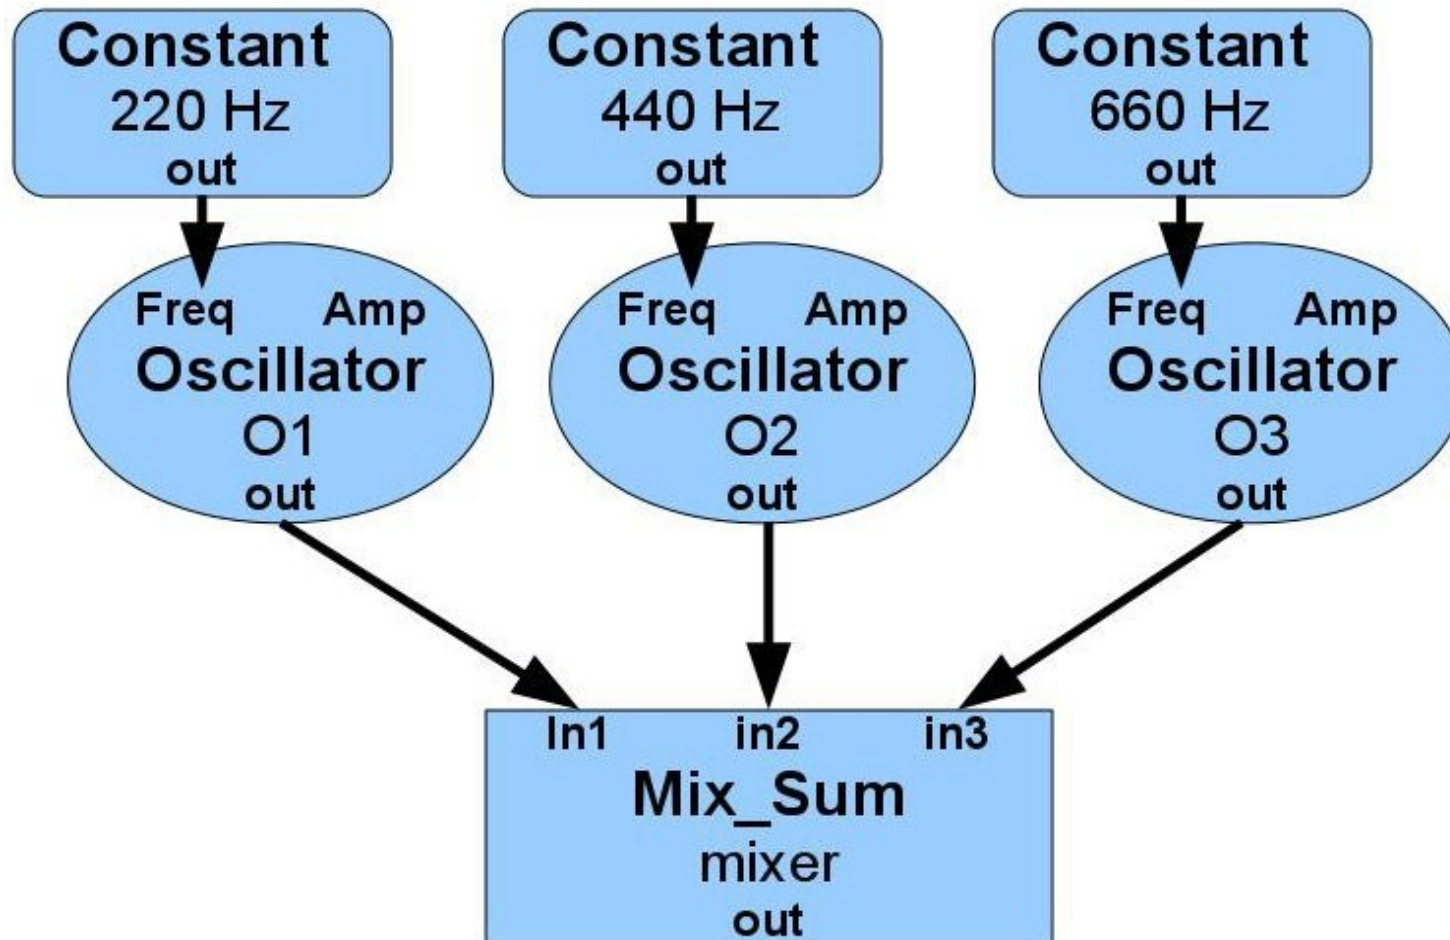 Constant
220 Hz
out
Constant
440 Hz
out
Constant
660 Hz
out
Freq Amp
Oscillator
O1
out
Freq Amp
Oscillator
O2
out
Freq Amp
Oscillator
O3
out
In1 in2 in3
Mix_Sum
mixer
out